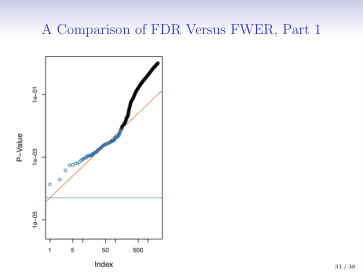 A Comparison of FDR Versus FWER, Part 1
1e−01
1e−03
1e−05
P−Value
1 5 50 500
Index
31 / 38